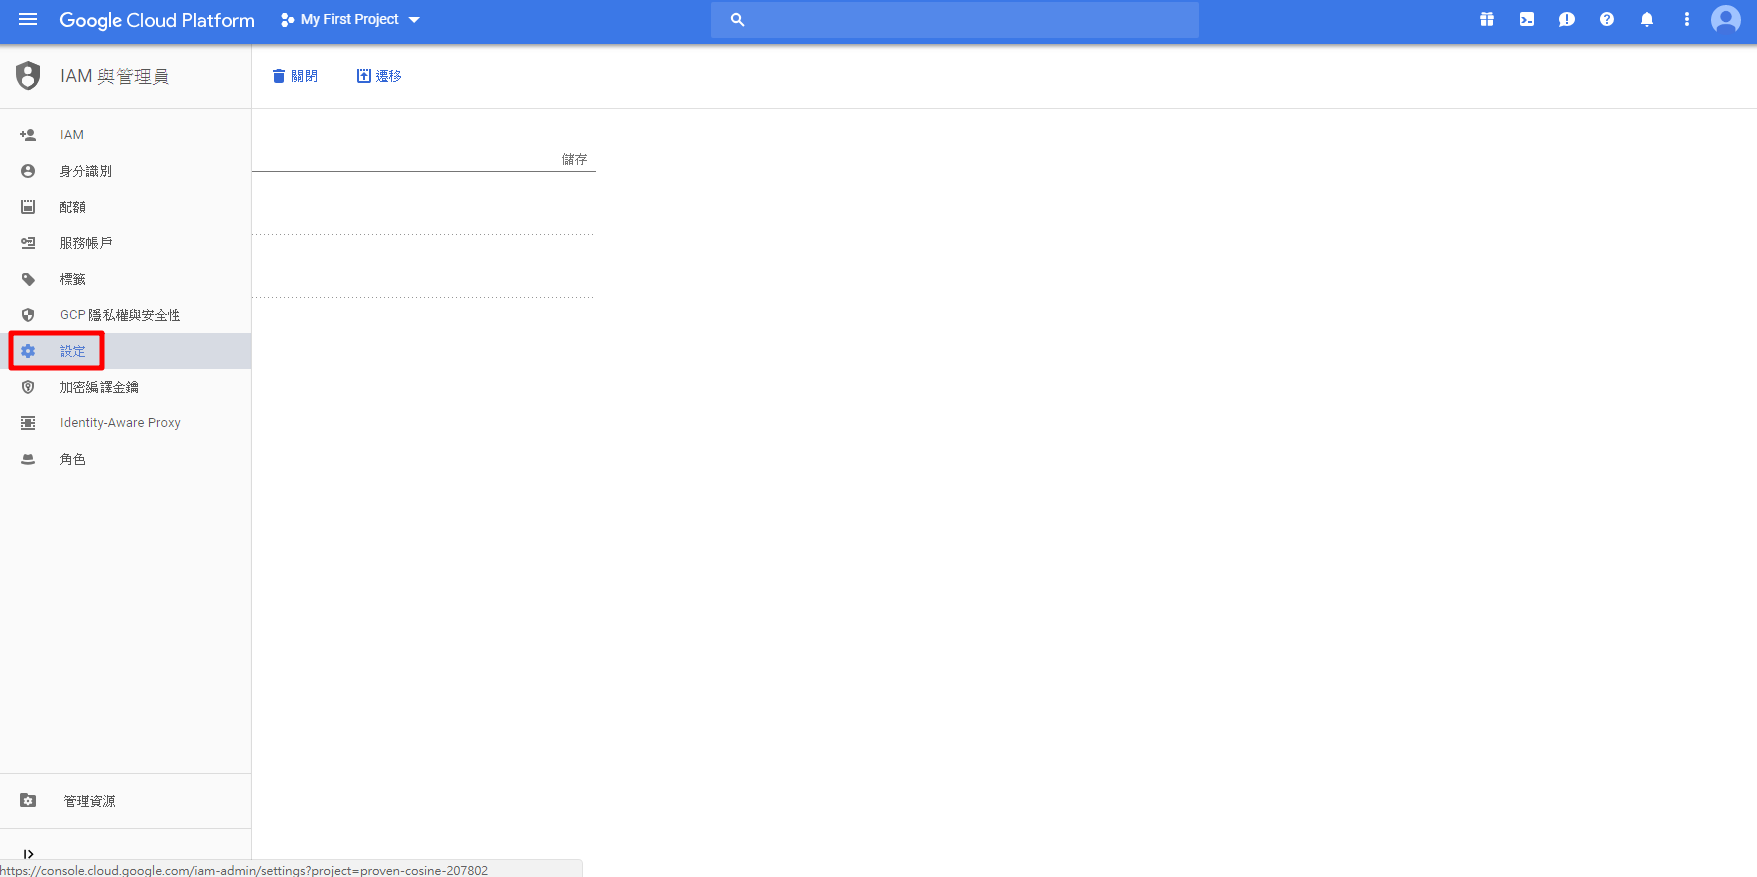 Google Cloud Platform
My First Project
IAM 與管理員
關閉
遷移
IAM
身分識別
配額
服務帳戶
標籤
GCP 隱私權與安全性
設定
加密編譯金鑰
Identity-Aware Proxy
角色
儲存
管理資源
https://console.cloud.google.com/iam-admin/settings?project=proven-cosine-207802